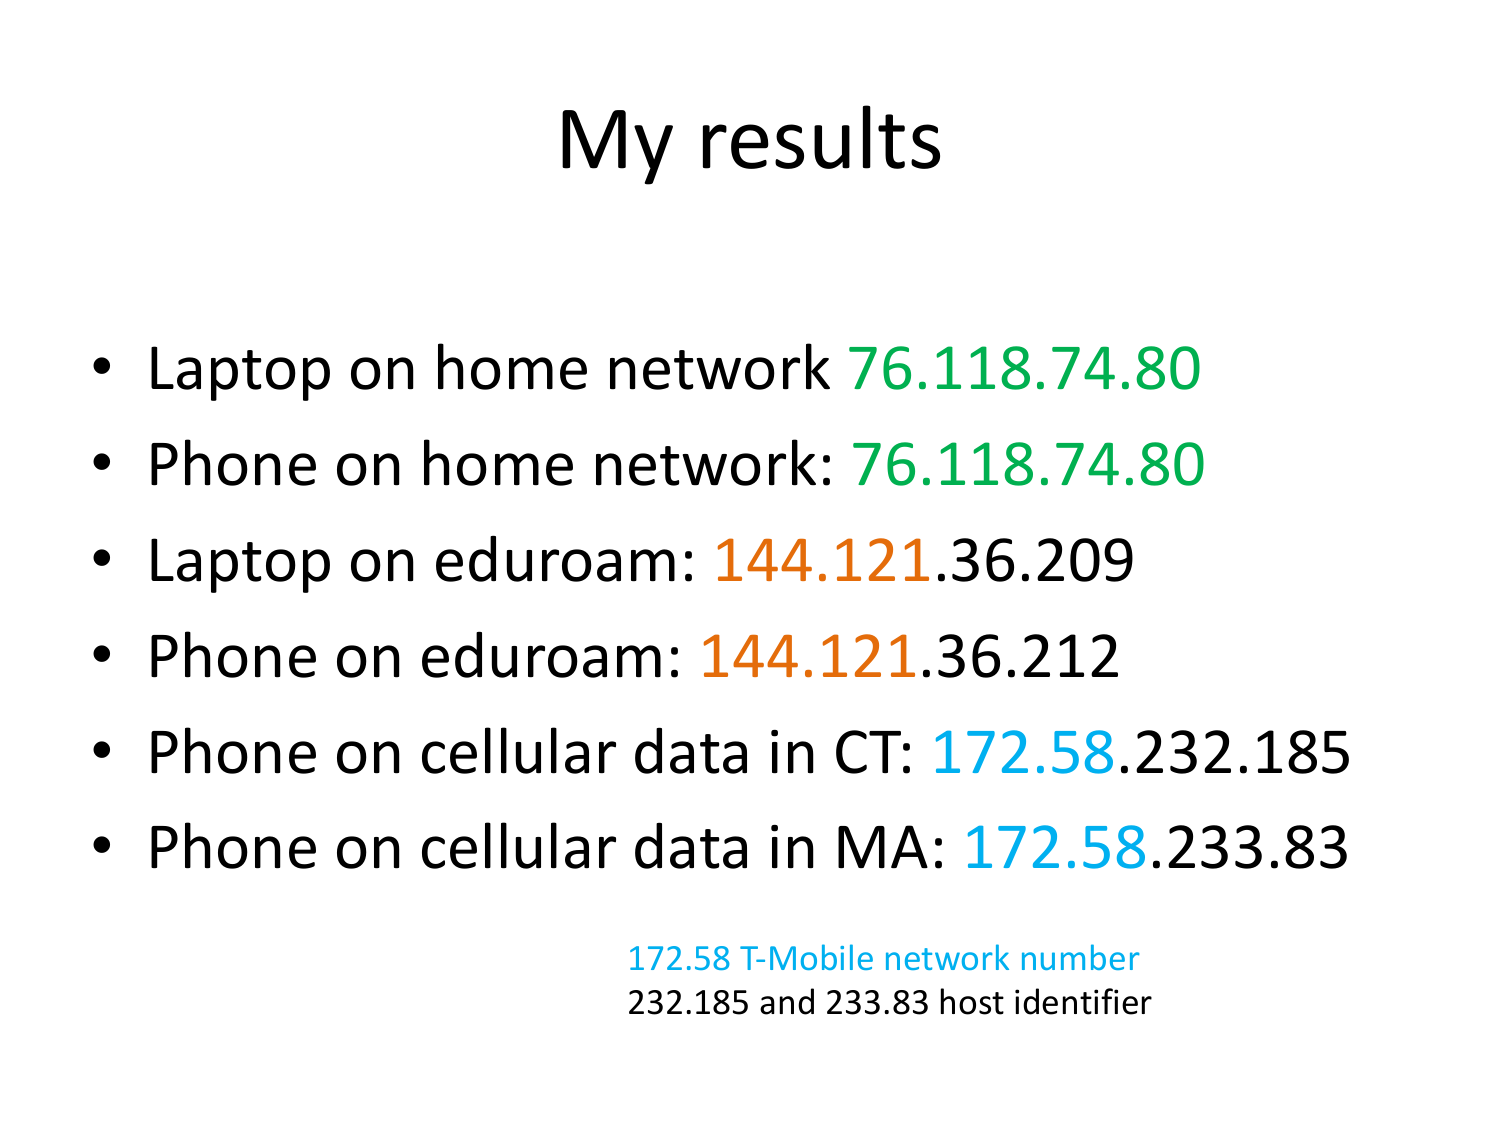 My results
• Laptop on home network 76.118.74.80
• Phone on home network: 76.118.74.80
• Laptop on eduroam: 144.121.36.209
• Phone on eduroam: 144.121.36.212
• Phone on cellular data in CT: 172.58.232.185
• Phone on cellular data in MA: 172.58.233.83
172.58 T-Mobile network number
232.185 and 233.83 host identifier